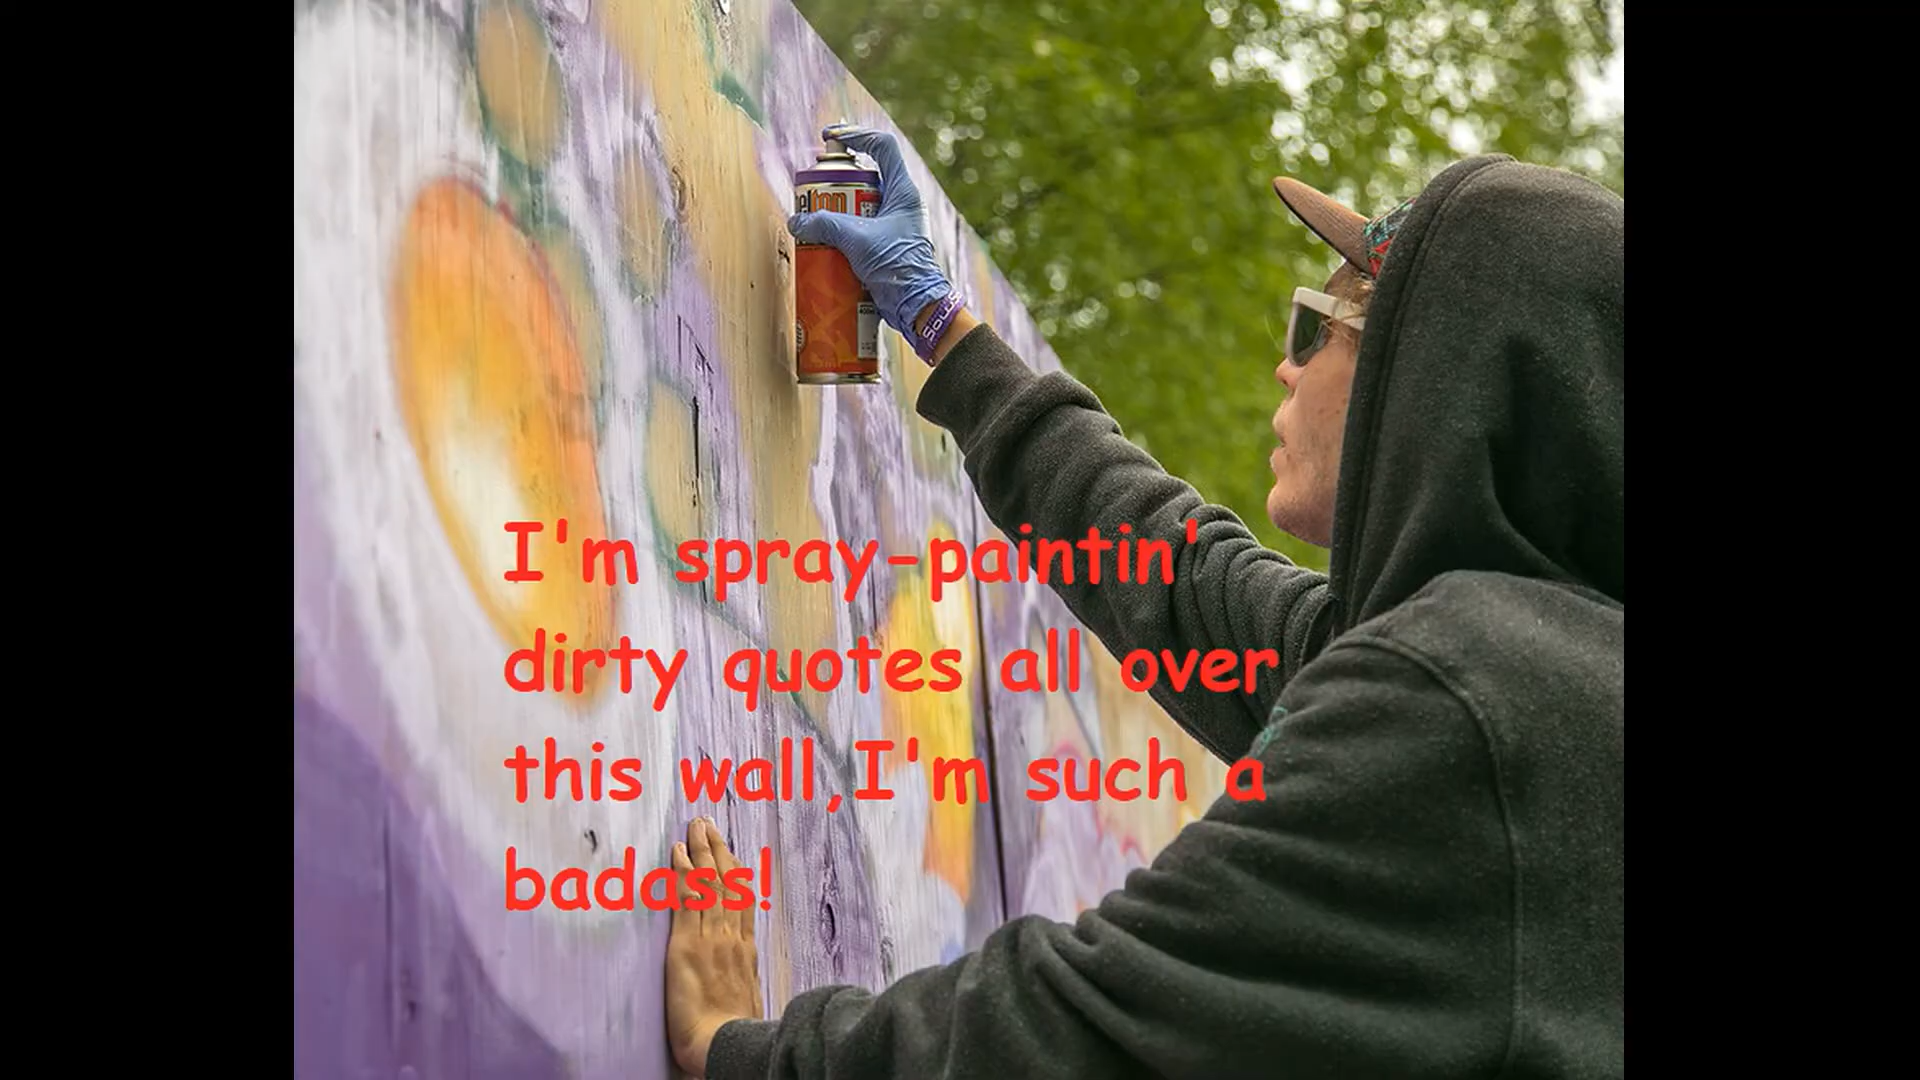 I'm spray-paintin'
dirty quotes all over
this wall,I'm such a
badass!